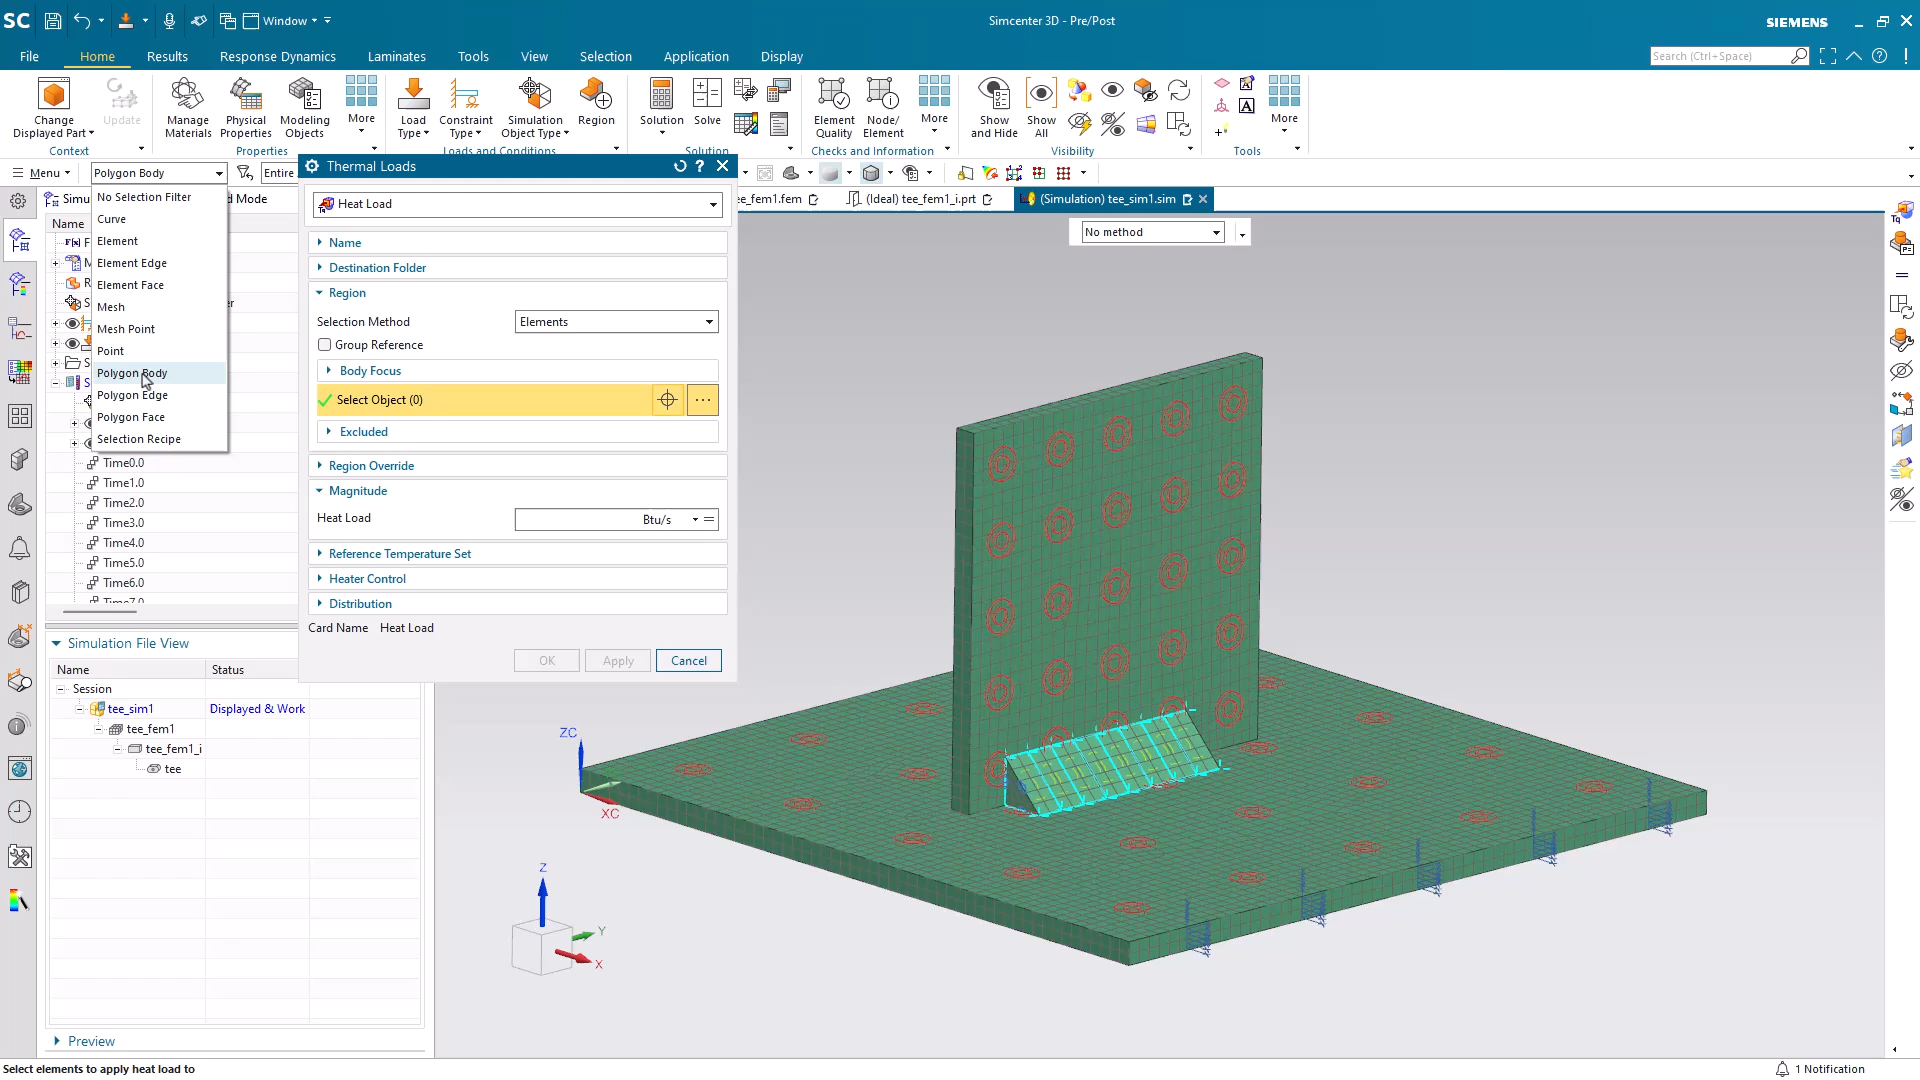 SC
Window
Simcenter 3D - Pre/Post
SIEMENS
File
Home
Results
Response Dynamics
Laminates
Tools
View
Selection
Application
Display
Search (Ctrl+Space)
Change
Displayed Part
Update
Manage
Materials
Physical
Properties
Modeling
Objects
More
Load
Type
Constraint
Type
Simulation
Object Type
Region
Solution
Solve
Element
Quality
Node/
Element
More
Show
and Hide
Show
All
More
Context
Properties
Loads and Conditions
Solution
Checks and Information
Visibility
Tools
Menu
Polygon Body
Entire
No Selection Filter
Curve
Element
Element Edge
Element Face
Mesh
Mesh Point
Point
Polygon Body
Polygon Edge
Polygon Face
Selection Recipe
Simu
d Mode
Name
Time0.0
Time1.0
Time2.0
Time3.0
Time4.0
Time5.0
Time6.0
Time7.0
Thermal Loads
Heat Load
Name
Destination Folder
Region
Selection Method
Elements
Group Reference
Body Focus
Select Object (0)
Excluded
Region Override
Magnitude
Heat Load
Btu/s
Reference Temperature Set
Heater Control
Distribution
Card Name Heat Load
OK
Apply
Cancel
ee_fem1.fem
(Ideal) tee_fem1_i.prt
(Simulation) tee_sim1.sim
No method
Simulation File View
Name
Status
Session
tee_sim1
Displayed & Work
tee_fem1
tee_fem1_i
tee
Preview
ZC
XC
Z
Y
X
Select elements to apply heat load to
1 Notification